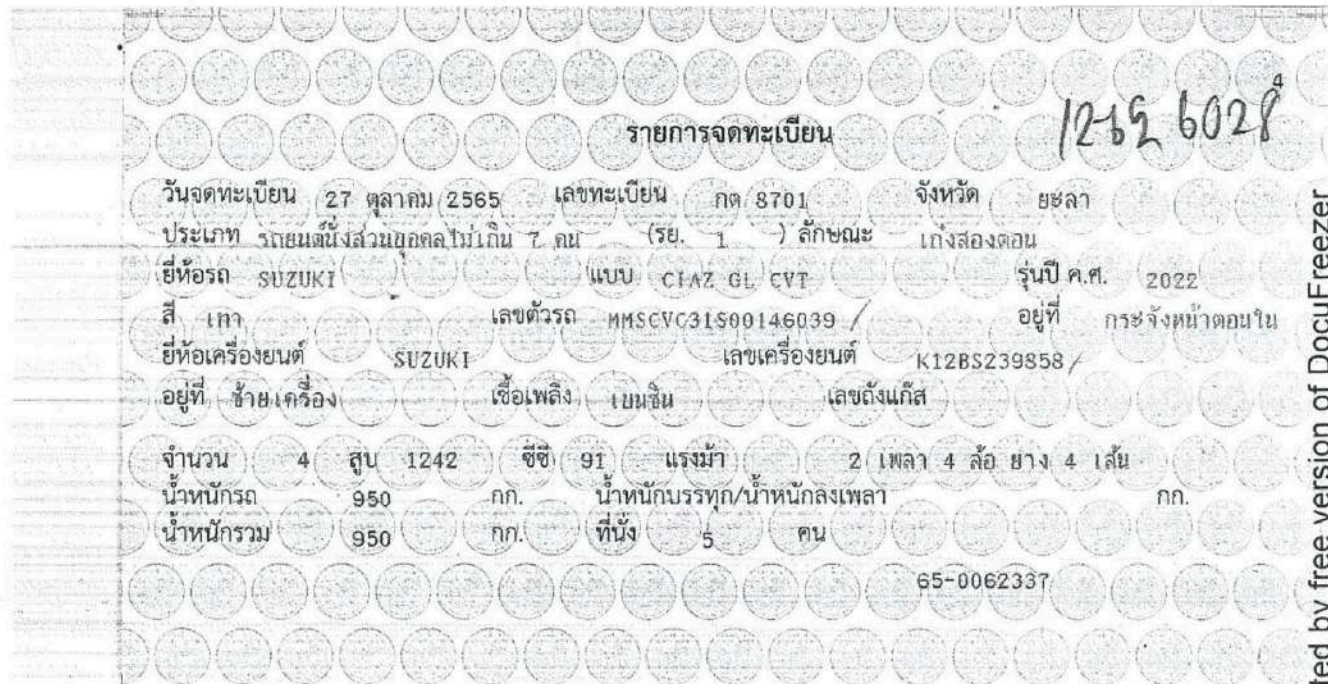 4
รายการจดทะเบียน
วันจดทะเบียน 27 ตุลาคม 2565 เลขทะเบียน กต 8701 จังหวัด ยะลา
ประเภท รถยนต์นั่งส่วนบุคคลไม่เกิน 7 คน (รย. 1 ) ลักษณะ เก๋งสองตอน
ยี่ห้อรถ SUZUKI แบบ CIAZ GL CVT รุ่นปี ค.ศ. 2022
สี เทา เลขตัวรถ MMSCVC31S00146039 / อยู่ที่ กระจังหน้าตอนใน
ยี่ห้อเครื่องยนต์ SUZUKI เลขเครื่องยนต์ K12BS239858 /
อยู่ที่ ซ้ายเครื่อง เชื้อเพลิง เบนซิน เลขถังแก๊ส
จำนวน 4 สูบ 1242 ซีซี 91 แรงม้า 2 เพลา 4 ล้อ ยาง 4 เส้น
น้ำหนักรถ 950 กก. น้ำหนักบรรทุก/น้ำหนักลงเพลา กก.
น้ำหนักรวม 950 กก. ที่นั่ง 5 คน
65-0062337
ted by free version of DocuFreezer